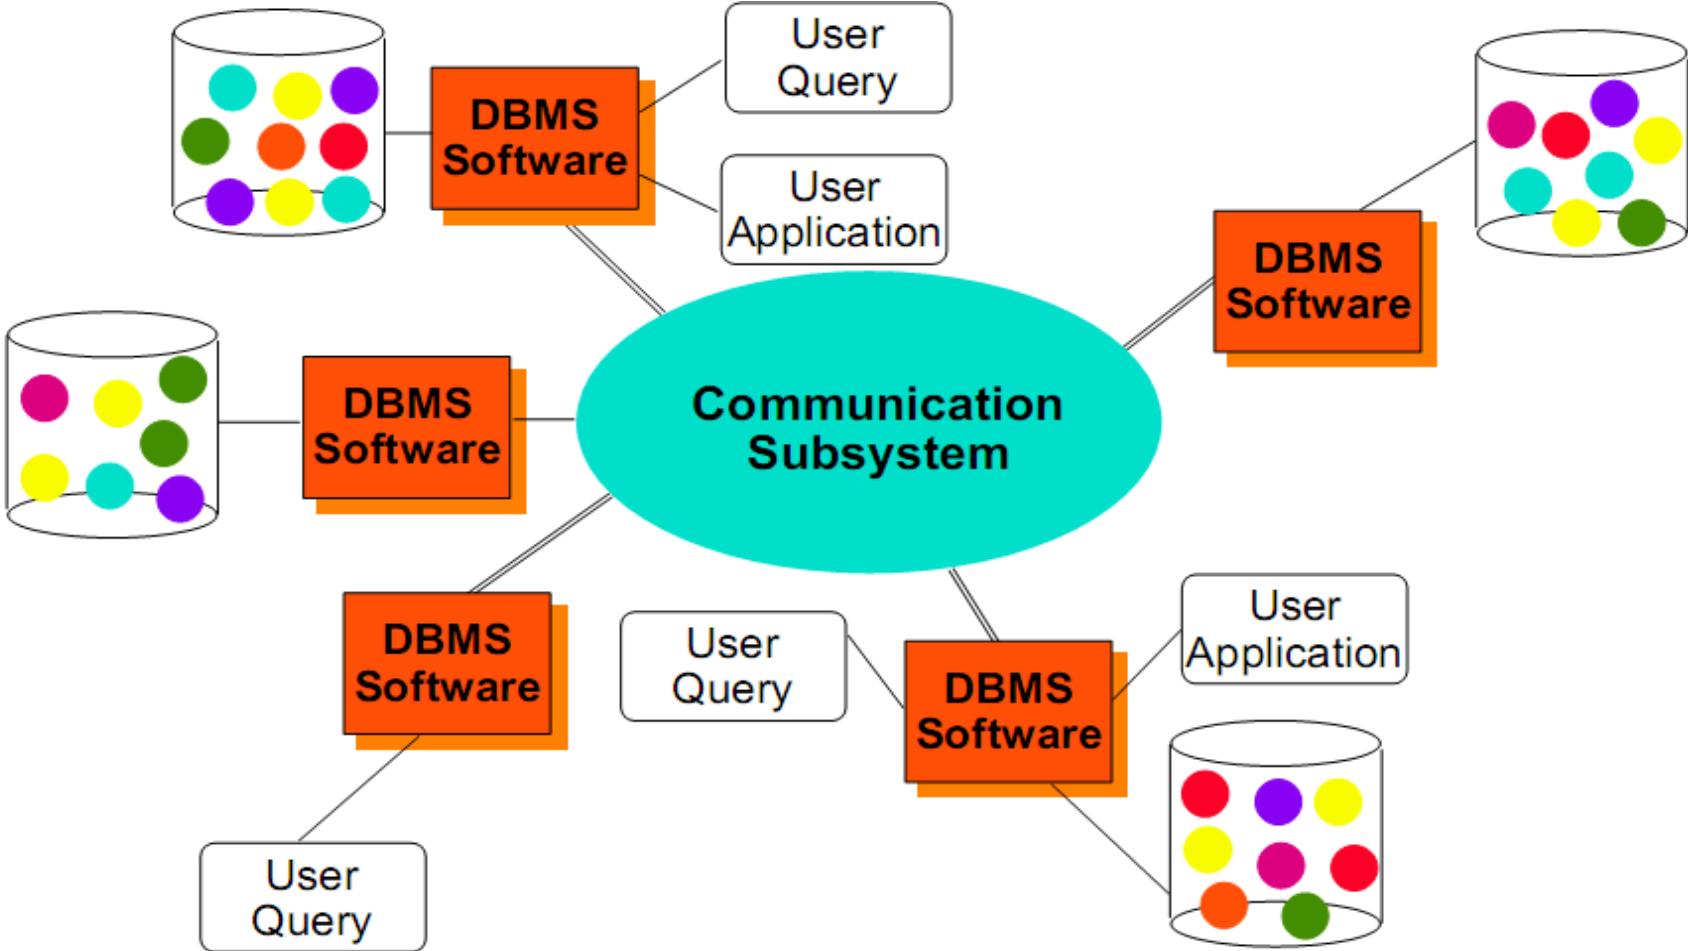 User
Query
DBMS
Software
User
Application
DBMS
Software
DBMS
Software
Communication
Subsystem
DBMS
Software
User
Query
DBMS
Software
User
Application
User
Query